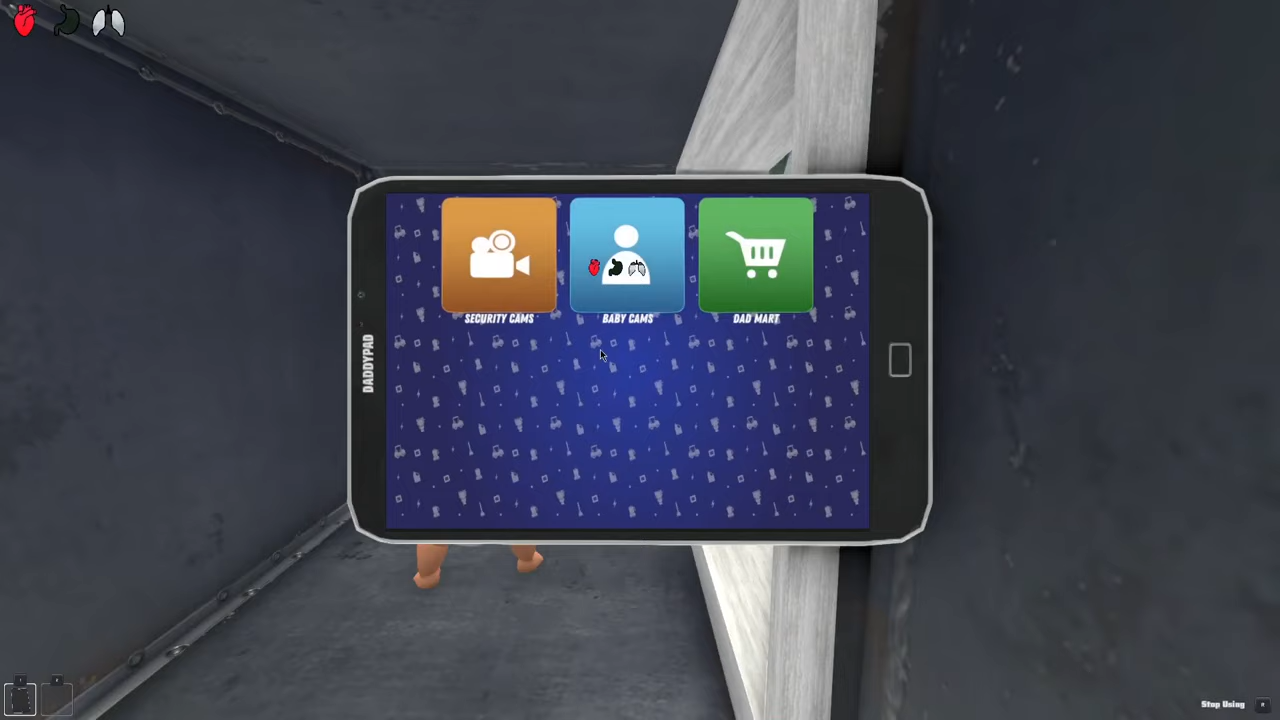 SECURITY CAMS
BABY CAMS
DAD MART
DADDYPAD
Stop Using